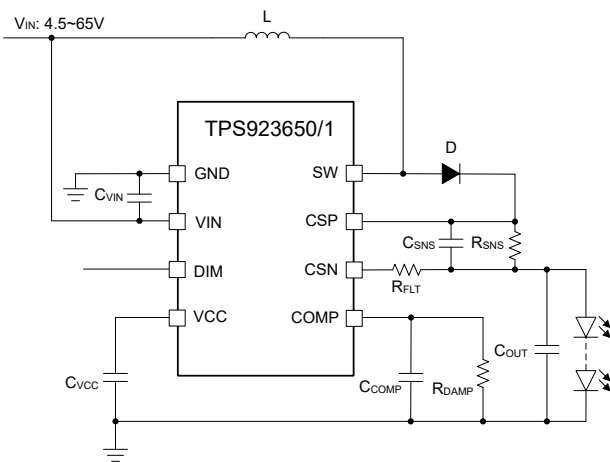 VIN: 4.5~65V
L
TPS923650/1
D
GND
SW
CVIN
VIN
CSP
CSNS
RSNS
DIM
CSN
RFLT
VCC
COMP
COUT
CVCC
CCOMP
RDAMP